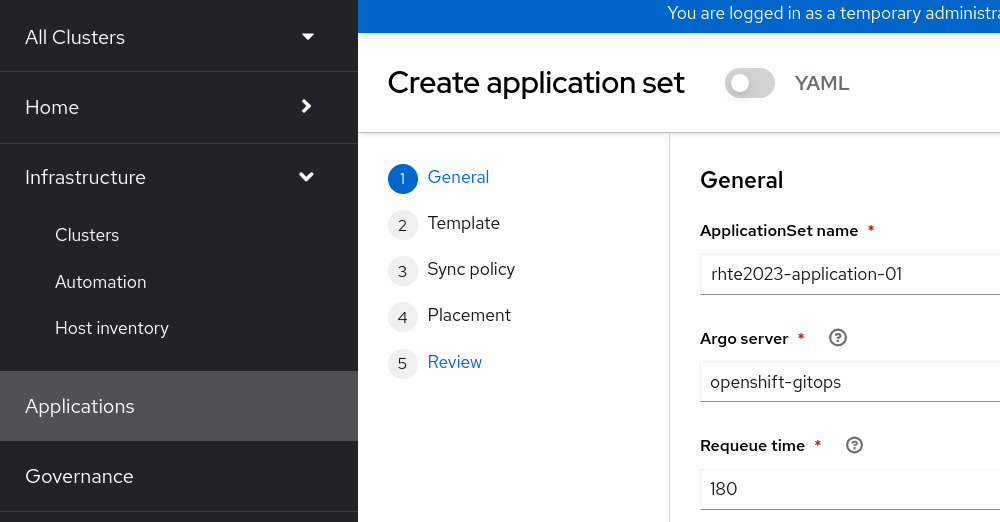 All Clusters
Home
Infrastructure
Clusters
Automation
Host inventory
Applications
Governance
You are logged in as a temporary
Create application set
YAML
1 General
2 Template
3 Sync policy
4 Placement
5 Review
General
ApplicationSet name *
rhte2023-application-01
Argo server *
openshift-gitops
Requeue time *
180